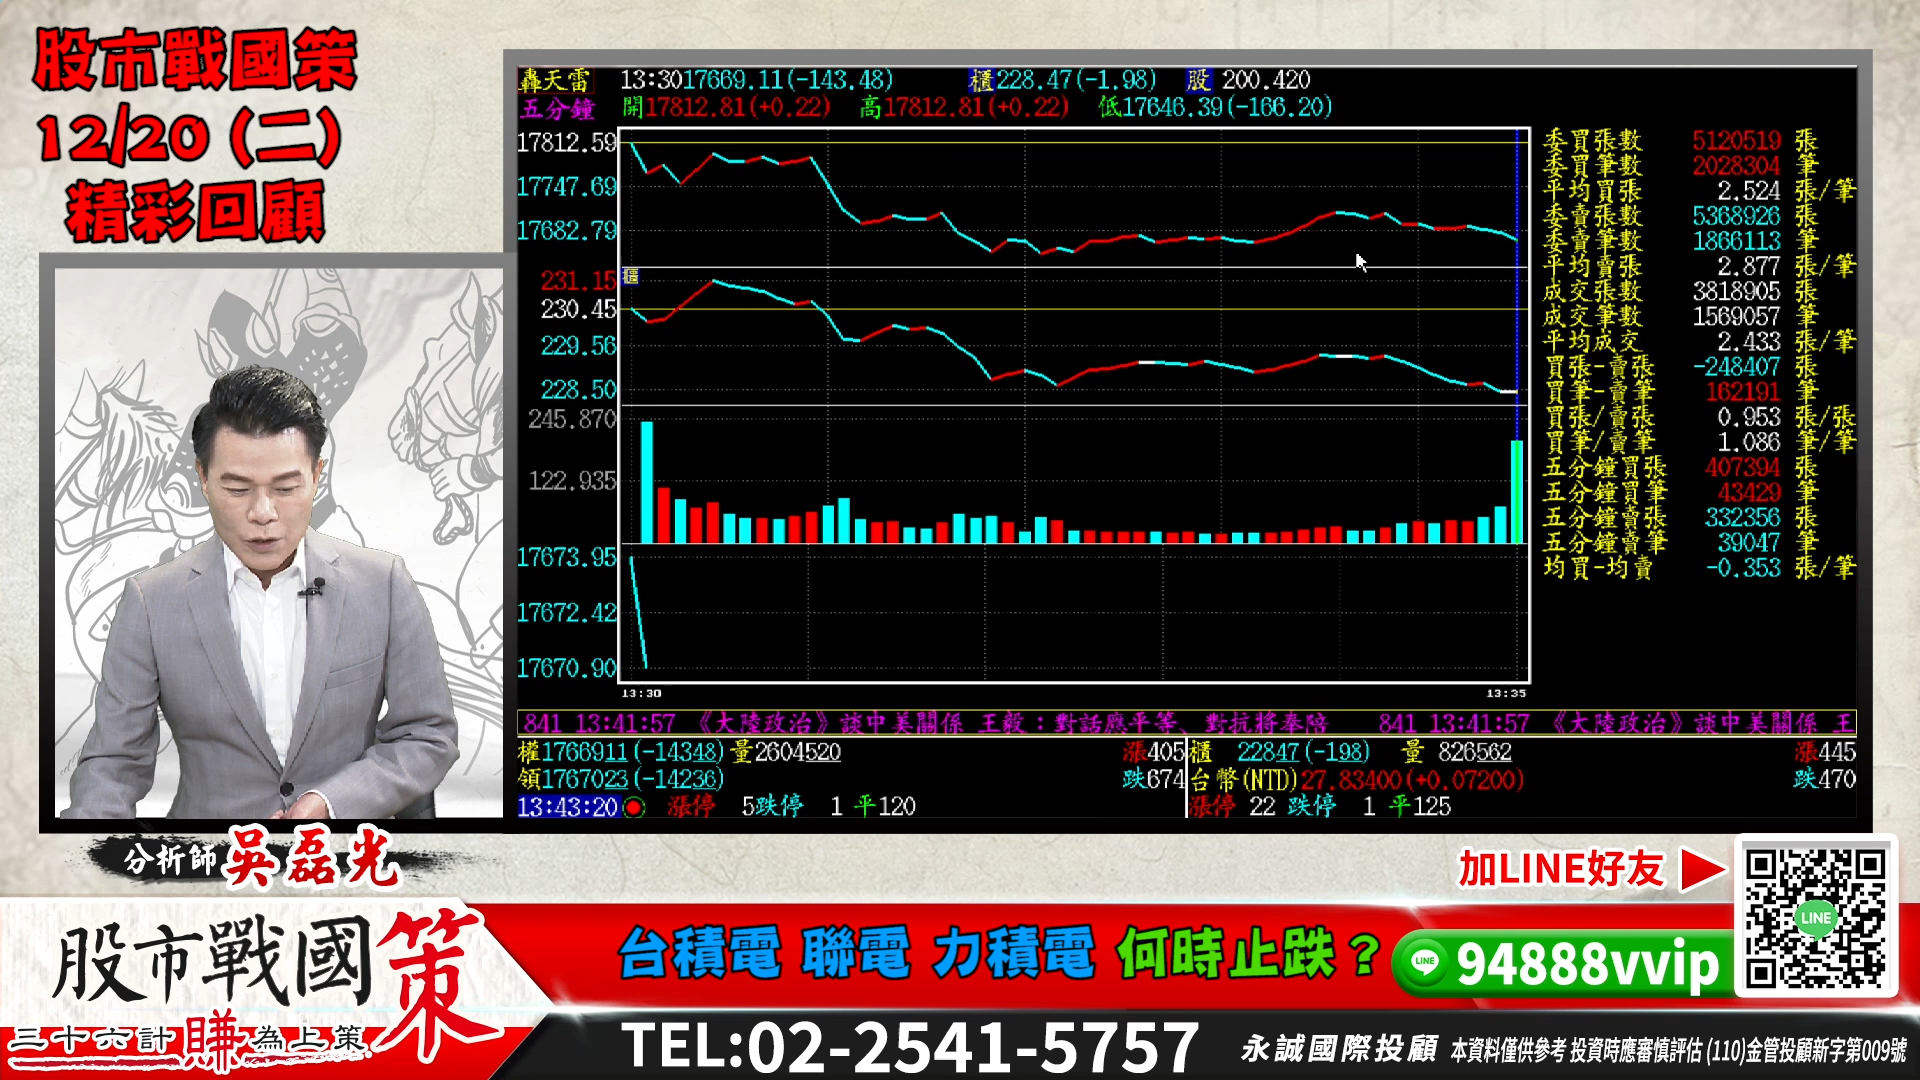 股市戰國策
12/20 (二)
精彩回顧
轟天雷 13:30 17669.11(-143.48) 櫃 228.47(-1.98) 股 200.420
五分鐘 開17812.81(+0.22) 高17812.81(+0.22) 低17646.39(-166.20)
17812.59
17747.69
17682.79
231.15 櫃
230.45
229.56
228.50
245.870
122.935
17673.95
17672.42
17670.90
13:30 13:35
委買張數 5120519 張
委買筆數 2028304 筆
平均買張 2.524 張/筆
委賣張數 5368926 張
委賣筆數 1866113 筆
平均賣張 2.877 張/筆
成交張數 3818905 張
成交筆數 1569057 筆
平均成交 2.433 張/筆
買張-賣張 -248407 張
買筆-賣筆 162191 筆
買張/賣張 0.953 張/張
買筆/賣筆 1.086 筆/筆
五分鐘買張 407394 張
五分鐘買筆 43429 筆
五分鐘賣張 332356 張
五分鐘賣筆 39047 筆
均買-均賣 -0.353 張/筆
841 13:41:57 《大陸政治》談中美關係 王毅：對話應平等、對抗將奉陪 841 13:41:57 《大陸政治》談中美關係 王
權1766911(-14348) 量2604520 漲405 櫃 22847(-198) 量 826562 漲445
領1767023(-14236) 跌674 台幣(NTD)27.83400(+0.07200) 跌470
13:43:20 漲停 5跌停 1 平120 漲停 22 跌停 1 平125
分析師 吳磊光
加LINE好友
LINE
股市戰國策
三十六計賺為上策
台積電 聯電 力積電 何時止跌？
LINE 94888vvip
TEL:02-2541-5757
永誠國際投顧 本資料僅供參考 投資時應審慎評估 (110)金管投顧新字第009號